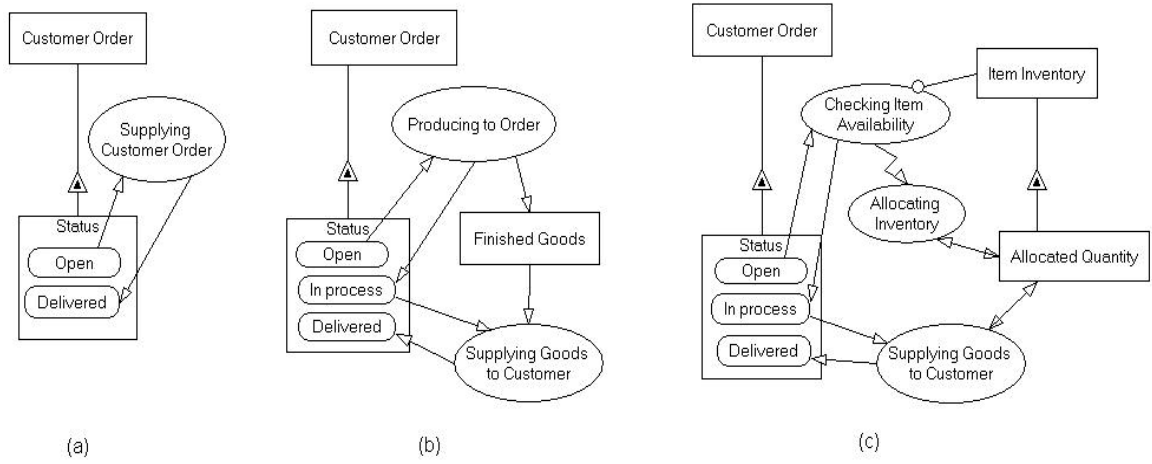 Customer Order
Supplying
Customer Order
Status
Open
Delivered
(a)
Customer Order
Producing to Order
Finished Goods
Status
Open
In process
Delivered
Supplying Goods
to Customer
(b)
Customer Order
Item Inventory
Checking Item
Availability
Allocating
Inventory
Status
Open
Allocated Quantity
In process
Delivered
Supplying Goods
to Customer
(c)